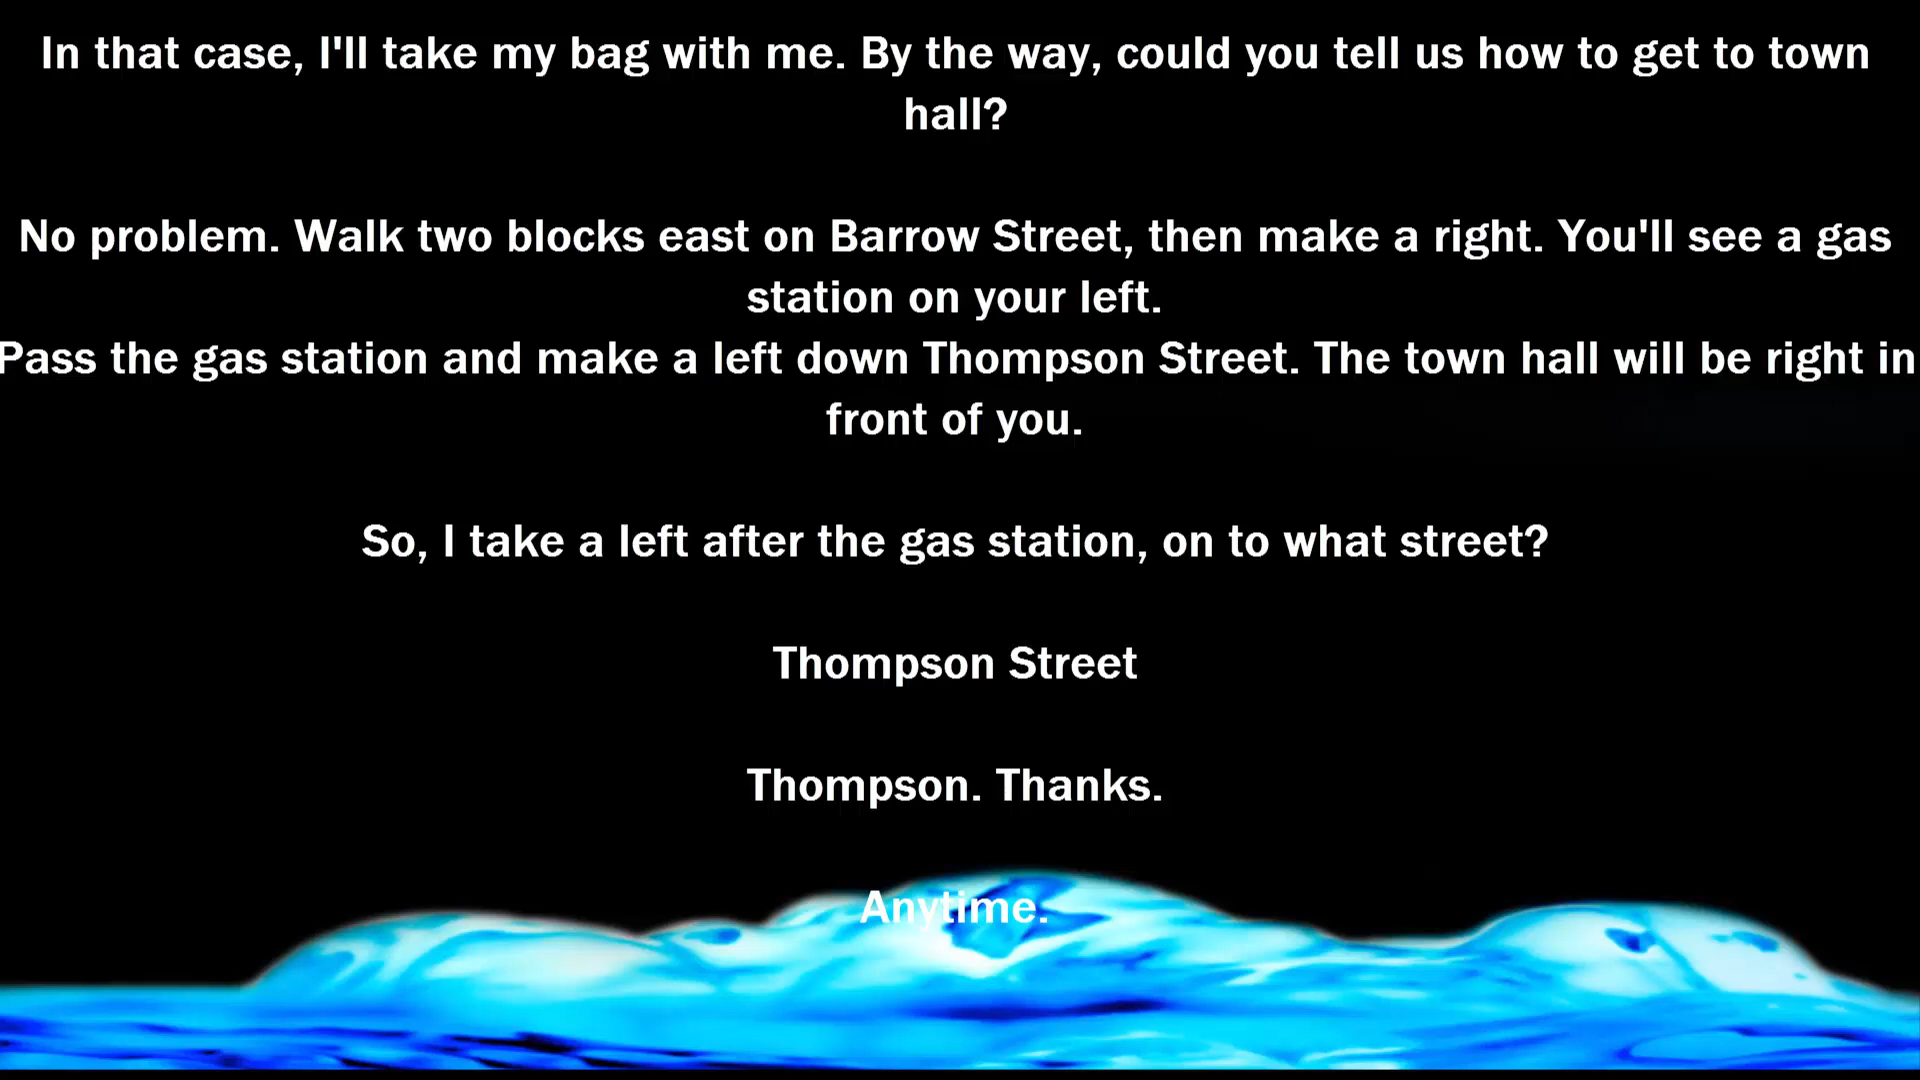 In that case, I'll take my bag with me. By the way, could you tell us how to get to town
hall?
No problem. Walk two blocks east on Barrow Street, then make a right. You'll see a gas
station on your left.
Pass the gas station and make a left down Thompson Street. The town hall will be right in
front of you.
So, I take a left after the gas station, on to what street?
Thompson Street
Thompson. Thanks.
Anytime.